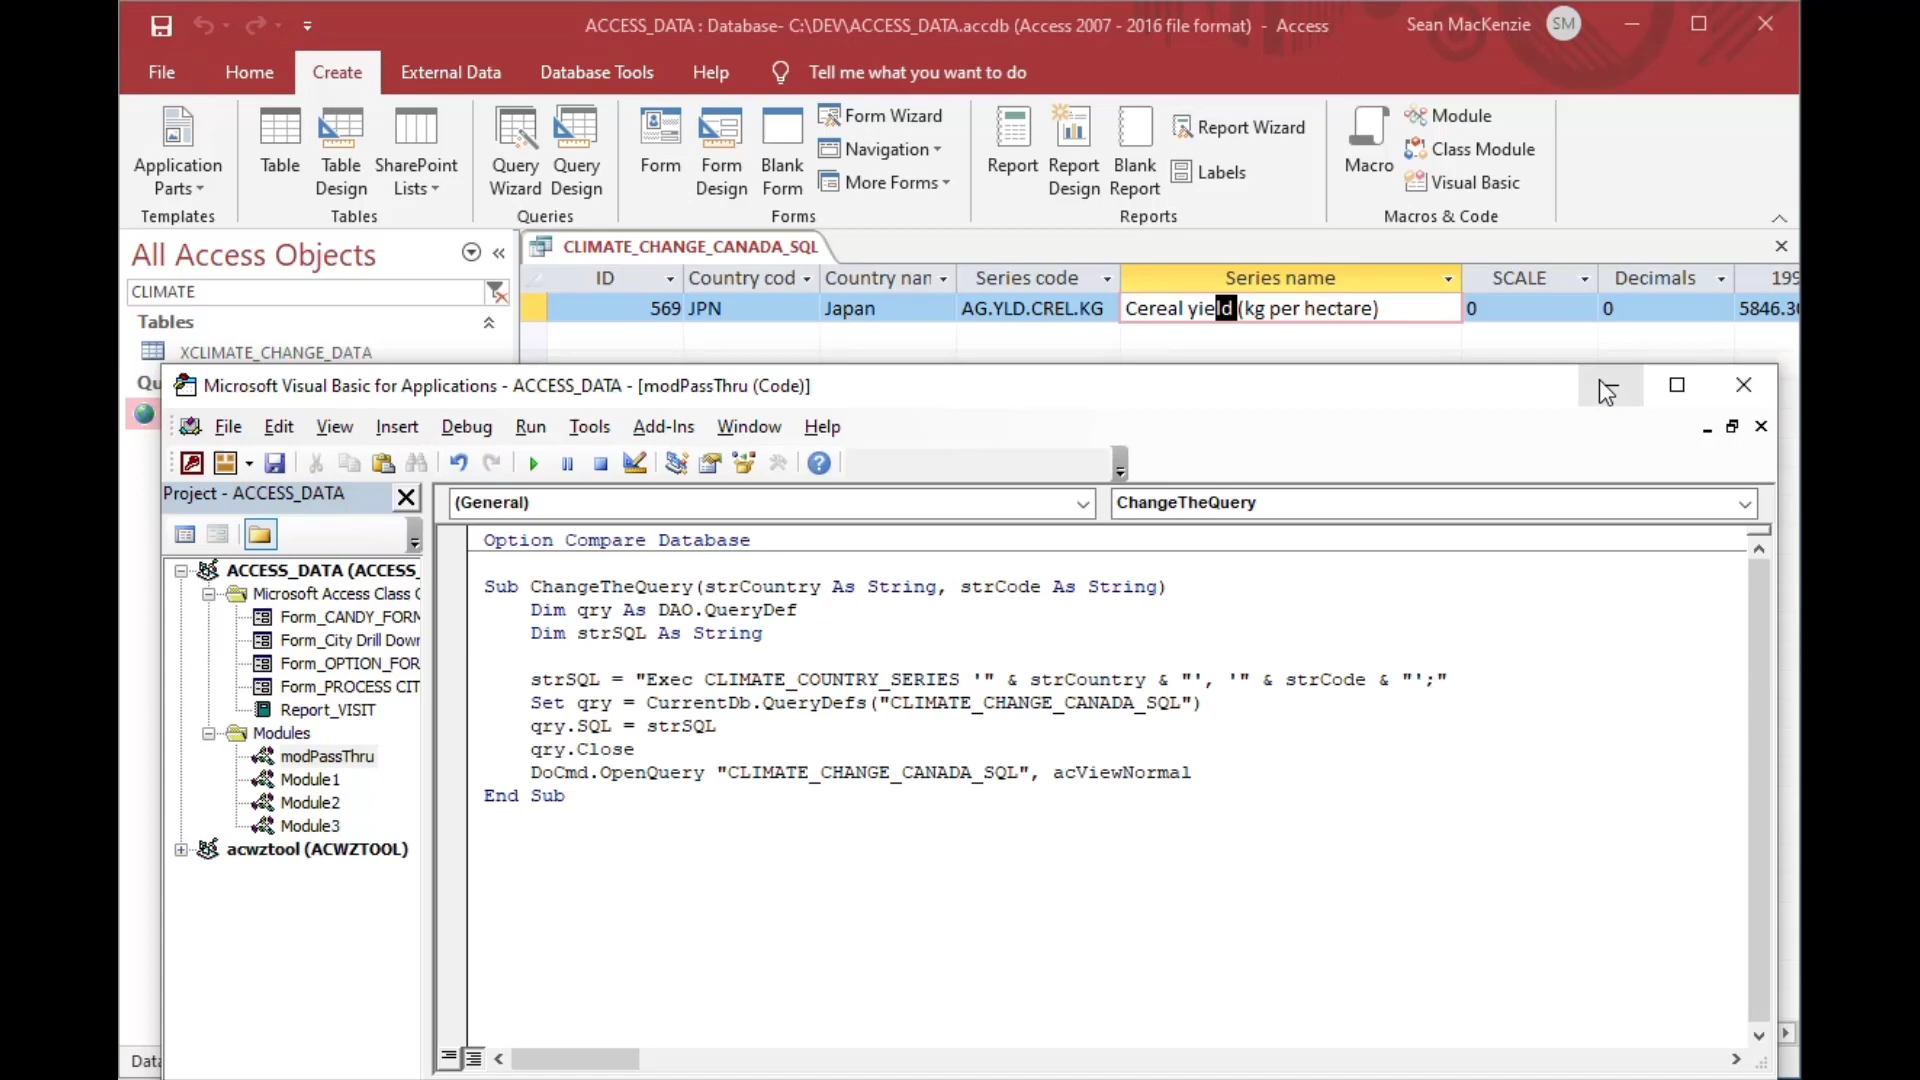 ACCESS_DATA : Database- C:\DEV\ACCESS_DATA.accdb (Access 2007 - 2016 file format) - Access
Sean MacKenzie
SM
File Home Create External Data Database Tools Help Tell me what you want to do
Application Parts
Table
Table Design
SharePoint Lists
Query Wizard
Query Design
Form
Form Design
Blank Form
Form Wizard
Navigation
More Forms
Report
Report Design
Blank Report
Report Wizard
Labels
Macro
Module
Class Module
Visual Basic
Templates Tables Queries Forms Reports Macros & Code
All Access Objects
CLIMATE
Tables
XCLIMATE_CHANGE_DATA
Qu
CLIMATE_CHANGE_CANADA_SQL
ID Country cod Country nan Series code Series name SCALE Decimals 199
569 JPN Japan AG.YLD.CREL.KG Cereal yield (kg per hectare) 0 0 5846.30
Microsoft Visual Basic for Applications - ACCESS_DATA - [modPassThru (Code)]
File Edit View Insert Format Debug Run Tools Add-Ins Window Help
Project - ACCESS_DATA
(General) ChangeTheQuery
ACCESS_DATA (ACCESS_
Microsoft Access Class C
Form_CANDY_FORM
Form_City Drill Down
Form_OPTION_FOR
Form_PROCESS CIT
Report_VISIT
Modules
modPassThru
Module1
Module2
Module3
acwztool (ACWZTOOL)
Option Compare Database
Sub ChangeTheQuery(strCountry As String, strCode As String)
Dim qry As DAO.QueryDef
Dim strSQL As String
strSQL = "Exec CLIMATE_COUNTRY_SERIES '" & strCountry & "', '" & strCode & "';"
Set qry = CurrentDb.QueryDefs("CLIMATE_CHANGE_CANADA_SQL")
qry.SQL = strSQL
qry.Close
DoCmd.OpenQuery "CLIMATE_CHANGE_CANADA_SQL", acViewNormal
End Sub
Data